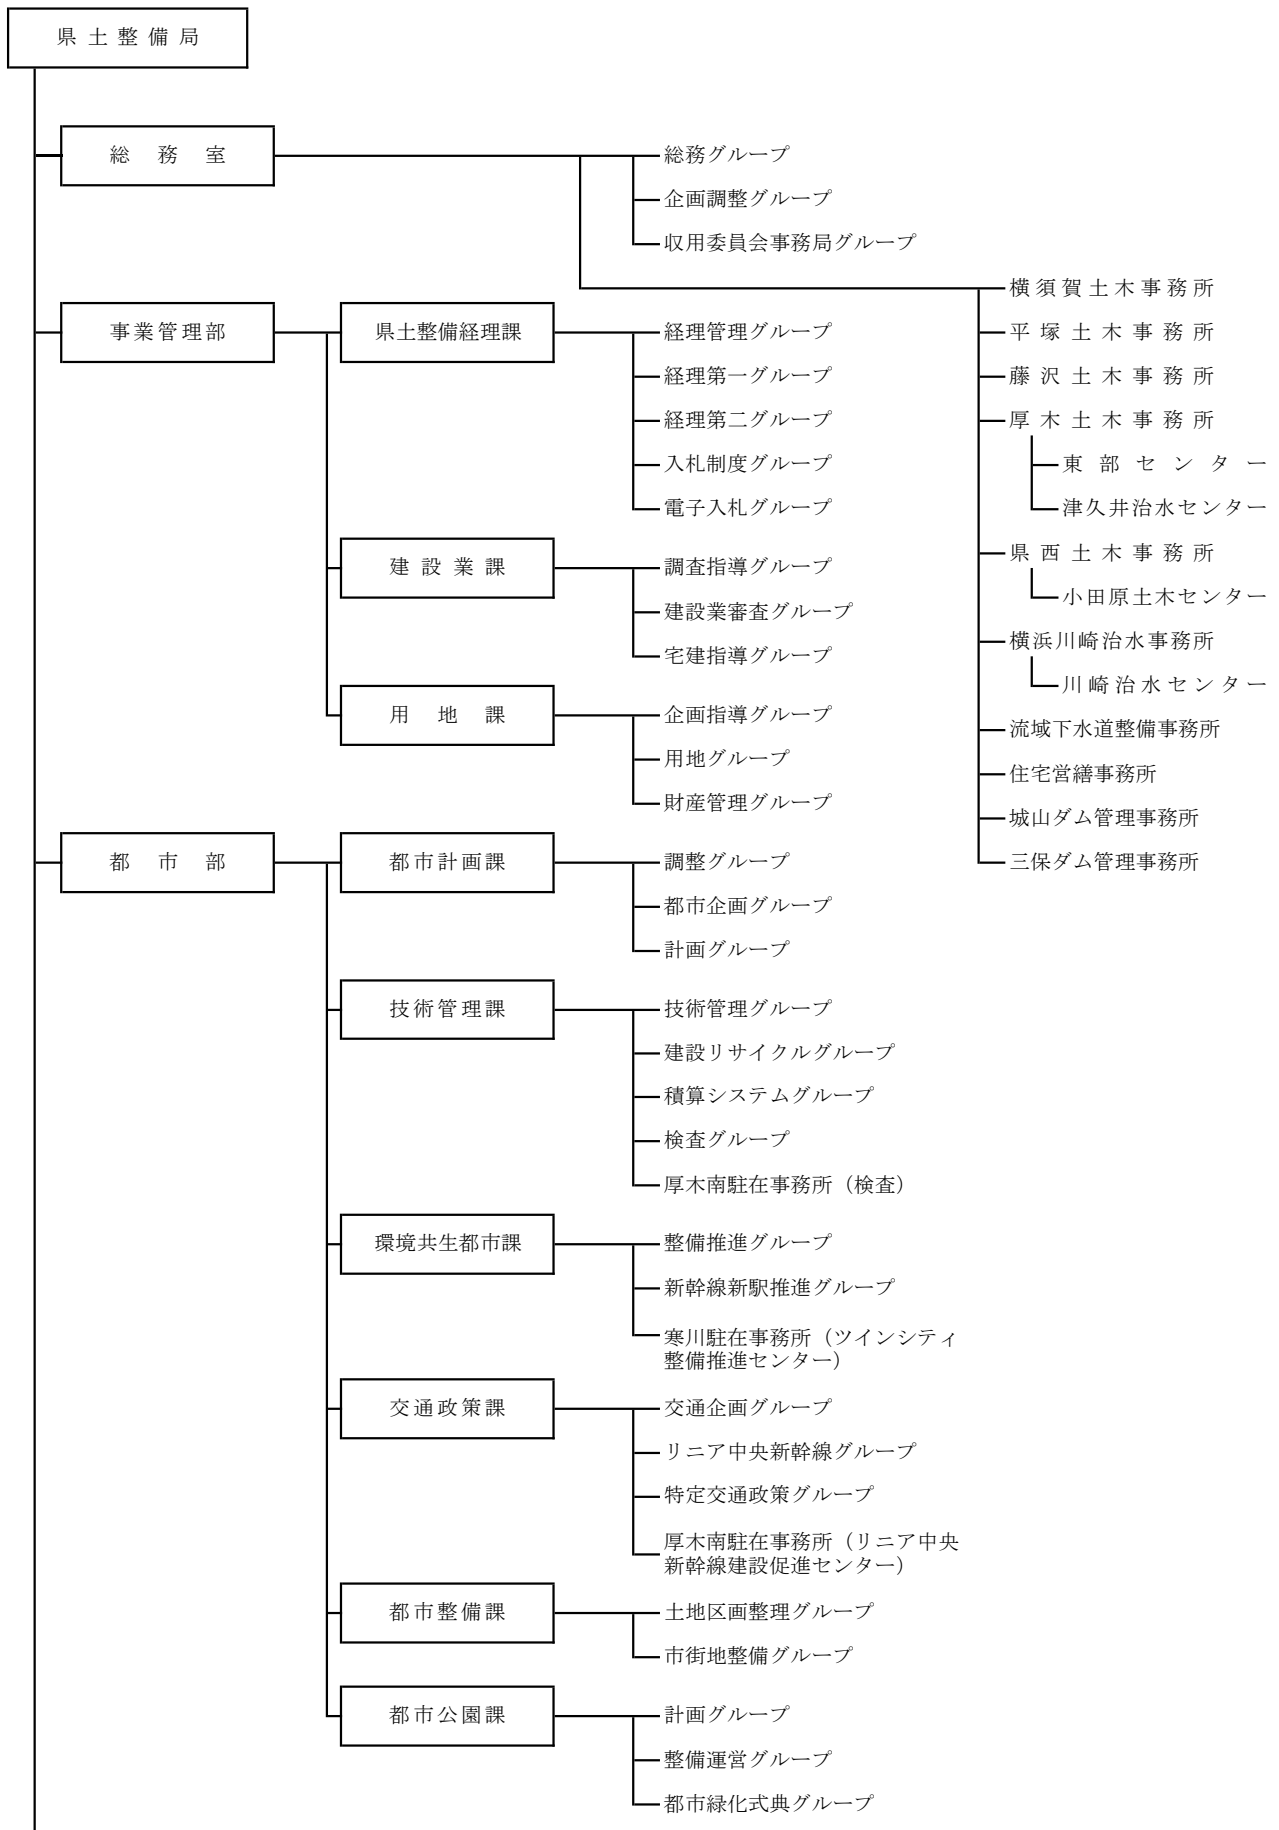 県土整備局
総務室
総務グループ
企画調整グループ
収用委員会事務局グループ
横須賀土木事務所
平塚土木事務所
藤沢土木事務所
厚木土木事務所
東部センター
津久井治水センター
県西土木事務所
小田原土木センター
横浜川崎治水事務所
川崎治水センター
流域下水道整備事務所
住宅営繕事務所
城山ダム管理事務所
三保ダム管理事務所
事業管理部
県土整備経理課
経理管理グループ
経理第一グループ
経理第二グループ
入札制度グループ
電子入札グループ
建設業課
調査指導グループ
建設業審査グループ
宅建指導グループ
用地課
企画指導グループ
用地グループ
財産管理グループ
都市部
都市計画課
調整グループ
都市企画グループ
計画グループ
技術管理課
技術管理グループ
建設リサイクルグループ
積算システムグループ
検査グループ
厚木南駐在事務所（検査）
環境共生都市課
整備推進グループ
新幹線新駅推進グループ
寒川駐在事務所（ツインシティ
整備推進センター）
交通政策課
交通企画グループ
リニア中央新幹線グループ
特定交通政策グループ
厚木南駐在事務所（リニア中央
新幹線建設促進センター）
都市整備課
土地区画整理グループ
市街地整備グループ
都市公園課
計画グループ
整備運営グループ
都市緑化式典グループ